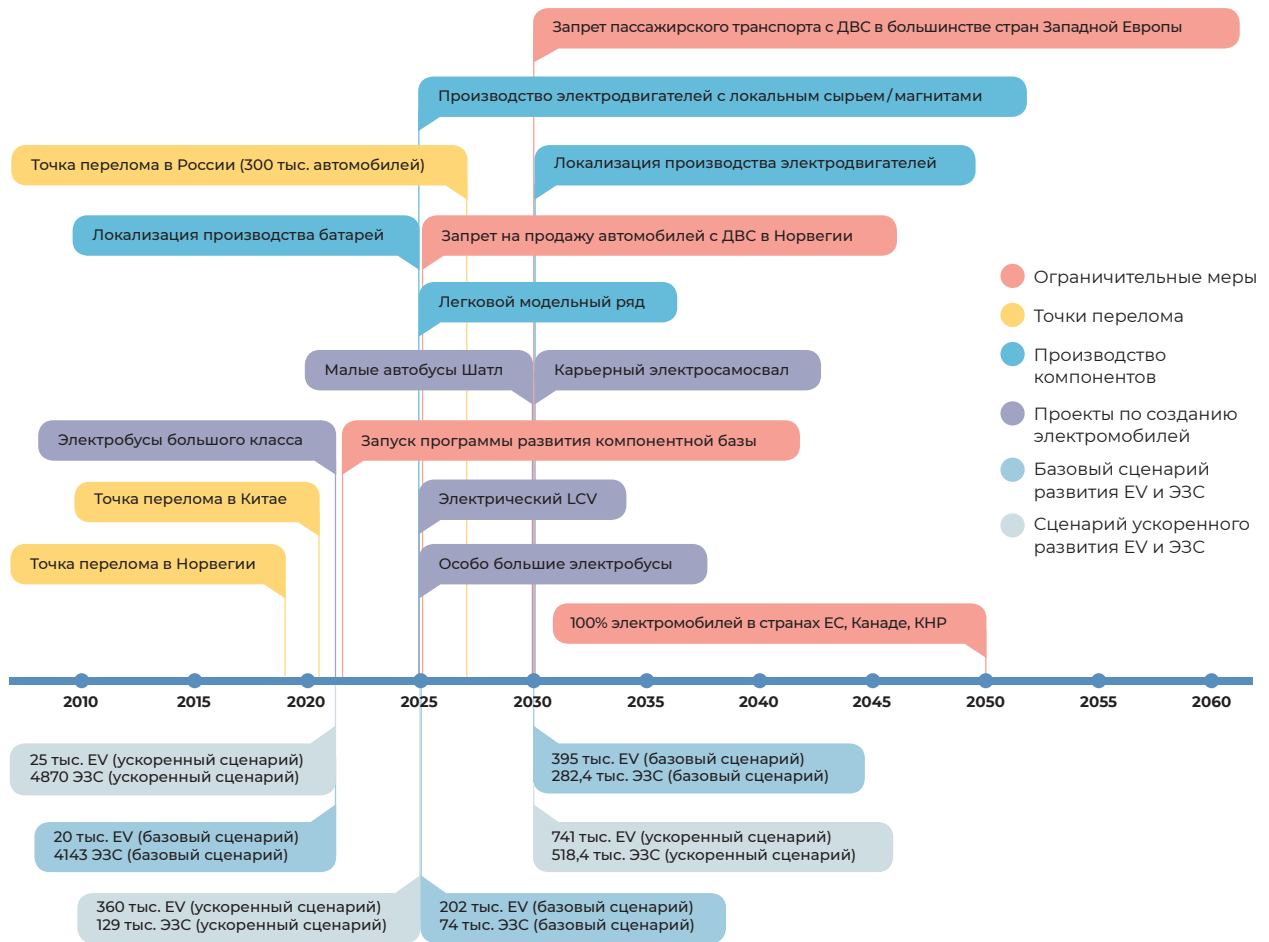 Запрет пассажирского транспорта с ДВС в большинстве стран Западной Европы
Производство электродвигателей с локальным сырьем/магнитами
Точка перелома в России (300 тыс. автомобилей)
Локализация производства электродвигателей
Локализация производства батарей
Запрет на продажу автомобилей с ДВС в Норвегии
Легковой модельный ряд
Малые автобусы Шатл
Карьерный электросамосвал
Электробусы большого класса
Запуск программы развития компонентной базы
Точка перелома в Китае
Электрический LCV
Точка перелома в Норвегии
Особо большие электробусы
100% электромобилей в странах ЕС, Канаде, КНР
Ограничительные меры
Точки перелома
Производство
компонентов
Проекты по созданию
электромобилей
Базовый сценарий
развития EV и ЭЗС
Сценарий ускоренного
развития EV и ЭЗС
2010 2015 2020 2025 2030 2035 2040 2045 2050 2055 2060
25 тыс. EV (ускоренный сценарий)
4870 ЭЗС (ускоренный сценарий)
395 тыс. EV (базовый сценарий)
282,4 тыс. ЭЗС (базовый сценарий)
20 тыс. EV (базовый сценарий)
4143 ЭЗС (базовый сценарий)
741 тыс. EV (ускоренный сценарий)
518,4 тыс. ЭЗС (ускоренный сценарий)
360 тыс. EV (ускоренный сценарий)
129 тыс. ЭЗС (ускоренный сценарий)
202 тыс. EV (базовый сценарий)
74 тыс. ЭЗС (базовый сценарий)